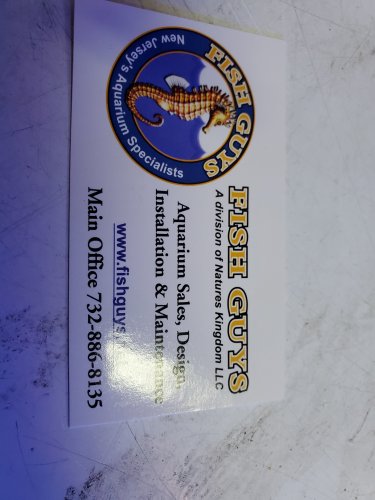 FISH GUYS
New Jersey's Aquarium Specialists
FISH GUYS
A division of Natures Kingdom LLC
Aquarium Sales, Design,
Installation & Maintenance
www.fishguys
Main Office 732-886-8135